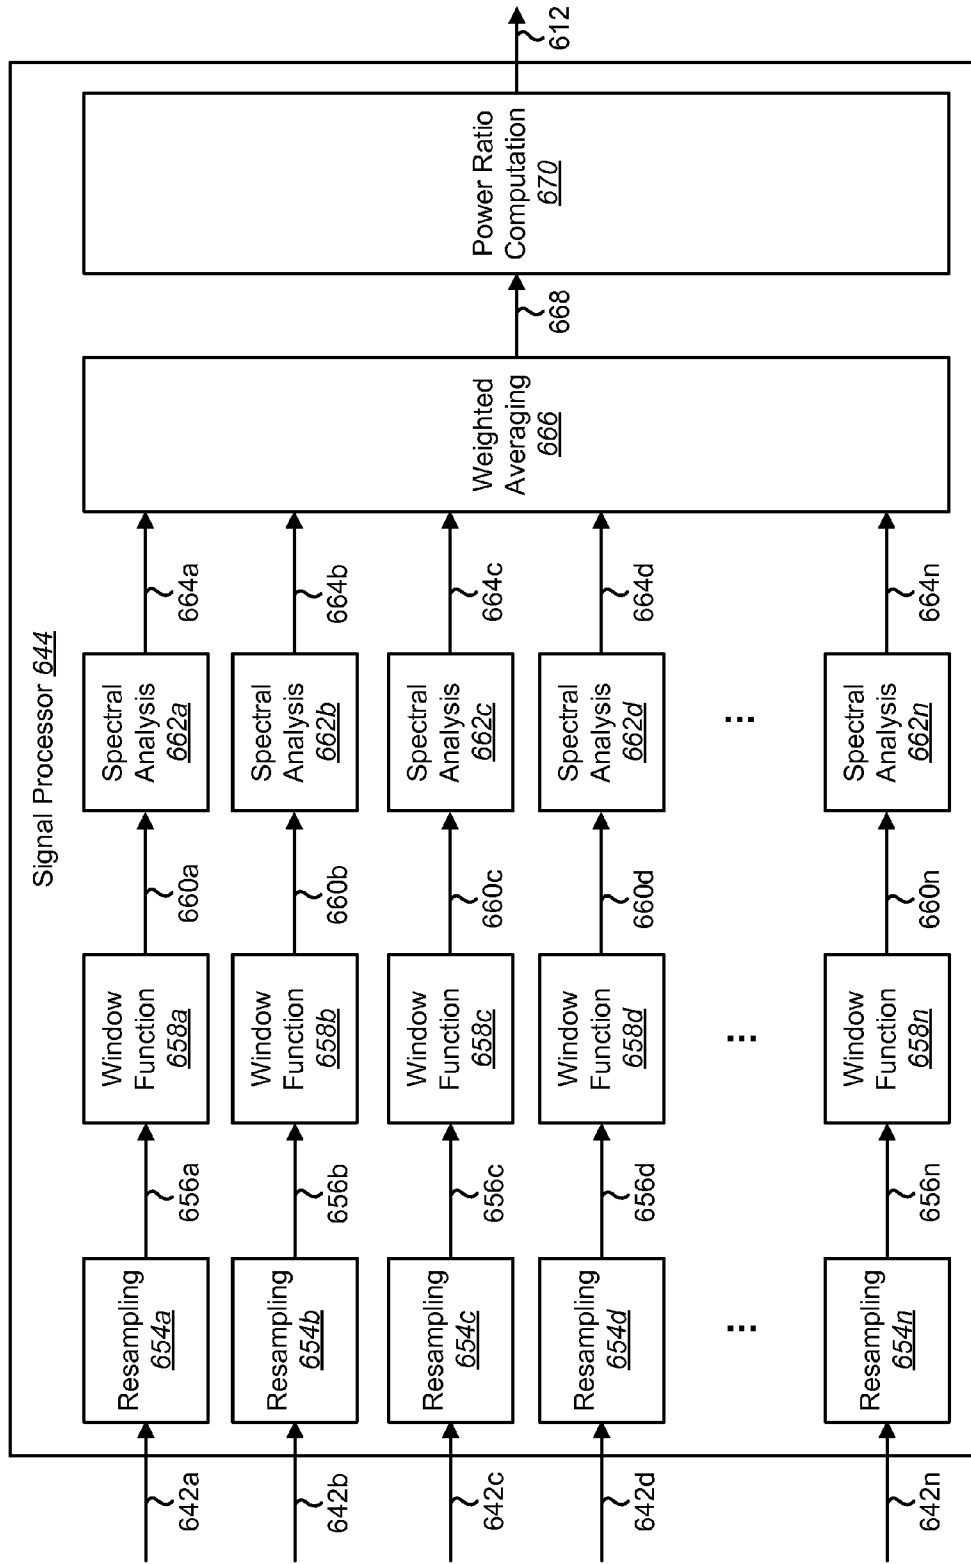 Signal Processor 644
642a
Resampling
654a
656a
Window
Function
658a
660a
Spectral
Analysis
662a
664a
642b
Resampling
654b
656b
Window
Function
658b
660b
Spectral
Analysis
662b
664b
642c
Resampling
654c
656c
Window
Function
658c
660c
Spectral
Analysis
662c
664c
642d
Resampling
654d
656d
Window
Function
658d
660d
Spectral
Analysis
662d
664d
...
...
...
642n
Resampling
654n
656n
Window
Function
658n
660n
Spectral
Analysis
662n
664n
Weighted
Averaging
666
668
Power Ratio
Computation
670
612